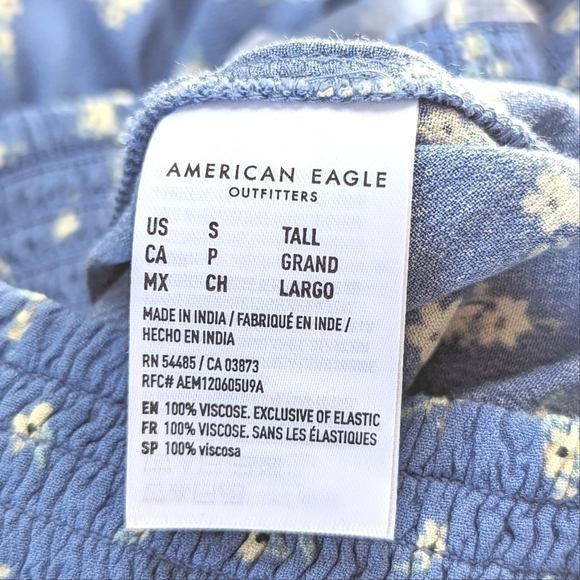 AMERICAN EAGLE
OUTFITTERS
US S TALL
CA P GRAND
MX CH LARGO
MADE IN INDIA / FABRIQUÉ EN INDE /
HECHO EN INDIA
RN 54485 / CA 03873
RFC# AEM120605U9A
EN 100% VISCOSE. EXCLUSIVE OF ELASTIC
FR 100% VISCOSE. SANS LES ÉLASTIQUES
SP 100% viscosa